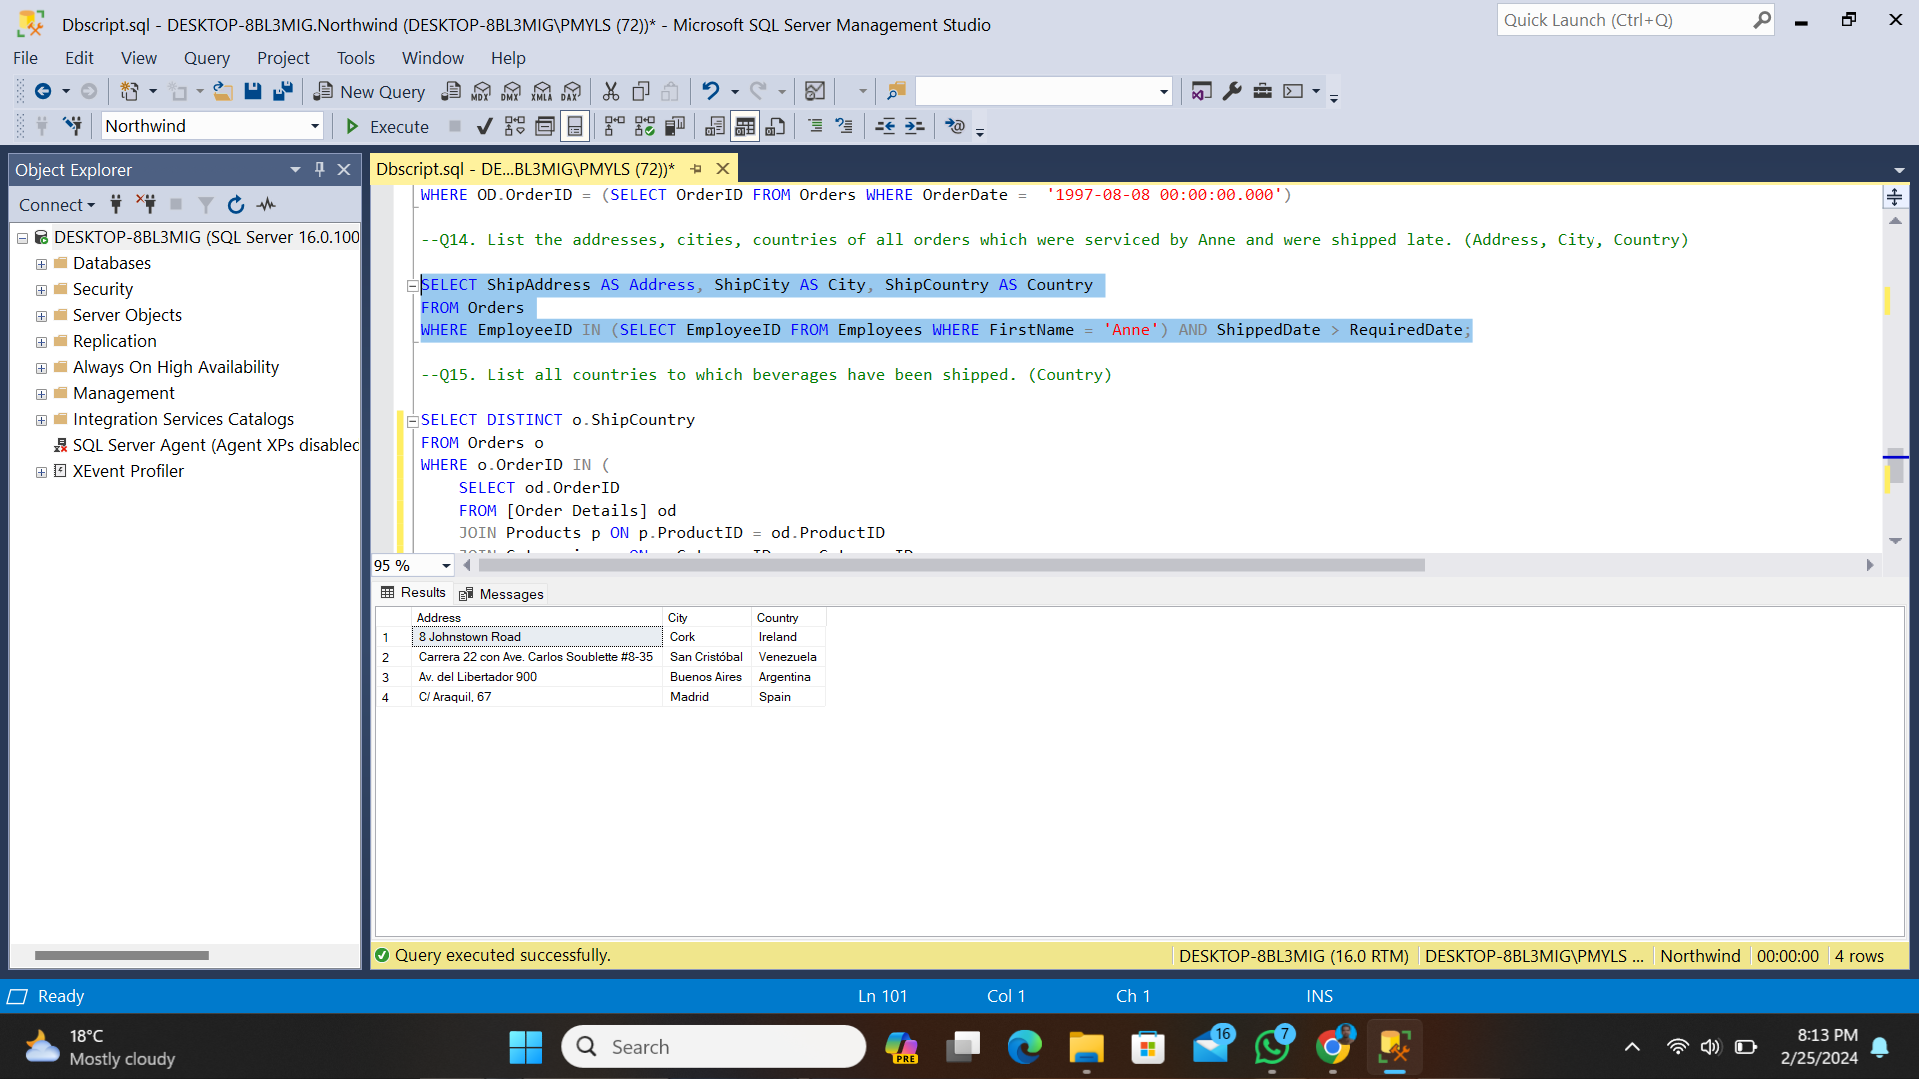 Dbscript.sql - DESKTOP-8BL3MIG.Northwind (DESKTOP-8BL3MIG\PMYLS (72))* - Microsoft SQL Server Management Studio
Quick Launch (Ctrl+Q)
File Edit View Query Project Tools Window Help
New Query MDX DMX XMLA DAX
Northwind Execute
Object Explorer
Connect
DESKTOP-8BL3MIG (SQL Server 16.0.100
Databases
Security
Server Objects
Replication
Always On High Availability
Management
Integration Services Catalogs
SQL Server Agent (Agent XPs disabled
XEvent Profiler
Dbscript.sql - DE...BL3MIG\PMYLS (72))*
WHERE OD.OrderID = (SELECT OrderID FROM Orders WHERE OrderDate = '1997-08-08 00:00:00.000')
--Q14. List the addresses, cities, countries of all orders which were serviced by Anne and were shipped late. (Address, City, Country)
SELECT ShipAddress AS Address, ShipCity AS City, ShipCountry AS Country
FROM Orders
WHERE EmployeeID IN (SELECT EmployeeID FROM Employees WHERE FirstName = 'Anne') AND ShippedDate > RequiredDate;
--Q15. List all countries to which beverages have been shipped. (Country)
SELECT DISTINCT o.ShipCountry
FROM Orders o
WHERE o.OrderID IN (
SELECT od.OrderID
FROM [Order Details] od
JOIN Products p ON p.ProductID = od.ProductID
95 %
Results Messages
Address City Country
1 8 Johnstown Road Cork Ireland
2 Carrera 22 con Ave. Carlos Soublette #8-35 San Cristóbal Venezuela
3 Av. del Libertador 900 Buenos Aires Argentina
4 C/ Araquil, 67 Madrid Spain
Query executed successfully. DESKTOP-8BL3MIG (16.0 RTM) DESKTOP-8BL3MIG\PMYLS ... Northwind 00:00:00 4 rows
Ready Ln 101 Col 1 Ch 1 INS
18°C
Mostly cloudy
Search
PRE
16
7
8:13 PM
2/25/2024